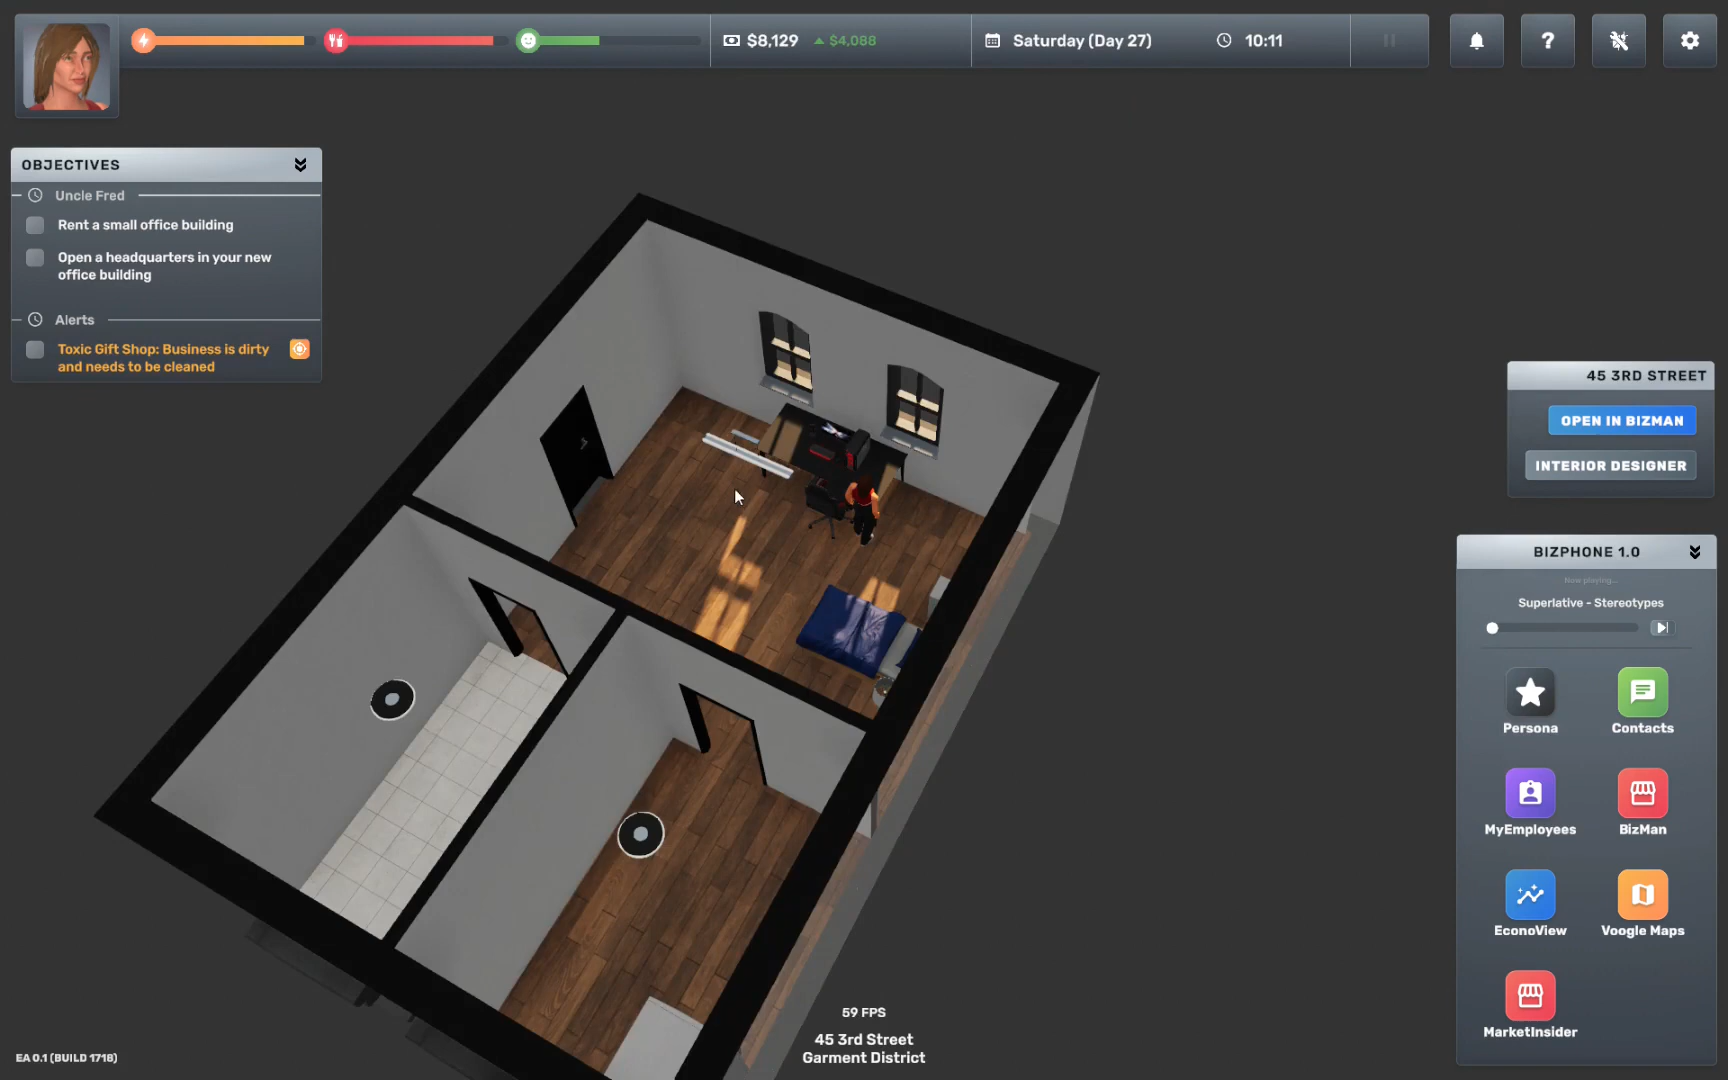 $8,129
$4,088
Saturday (Day 27)
10:11
?
OBJECTIVES
Uncle Fred
Rent a small office building
Open a headquarters in your new
office building
Alerts
Toxic Gift Shop: Business is dirty
and needs to be cleaned
45 3RD STREET
OPEN IN BIZMAN
INTERIOR DESIGNER
BIZPHONE 1.0
Now playing...
Superlative - Stereotypes
Persona
Contacts
MyEmployees
BizMan
EconoView
Voogle Maps
MarketInsider
59 FPS
45 3rd Street
Garment District
EA 0.1 (BUILD 1718)